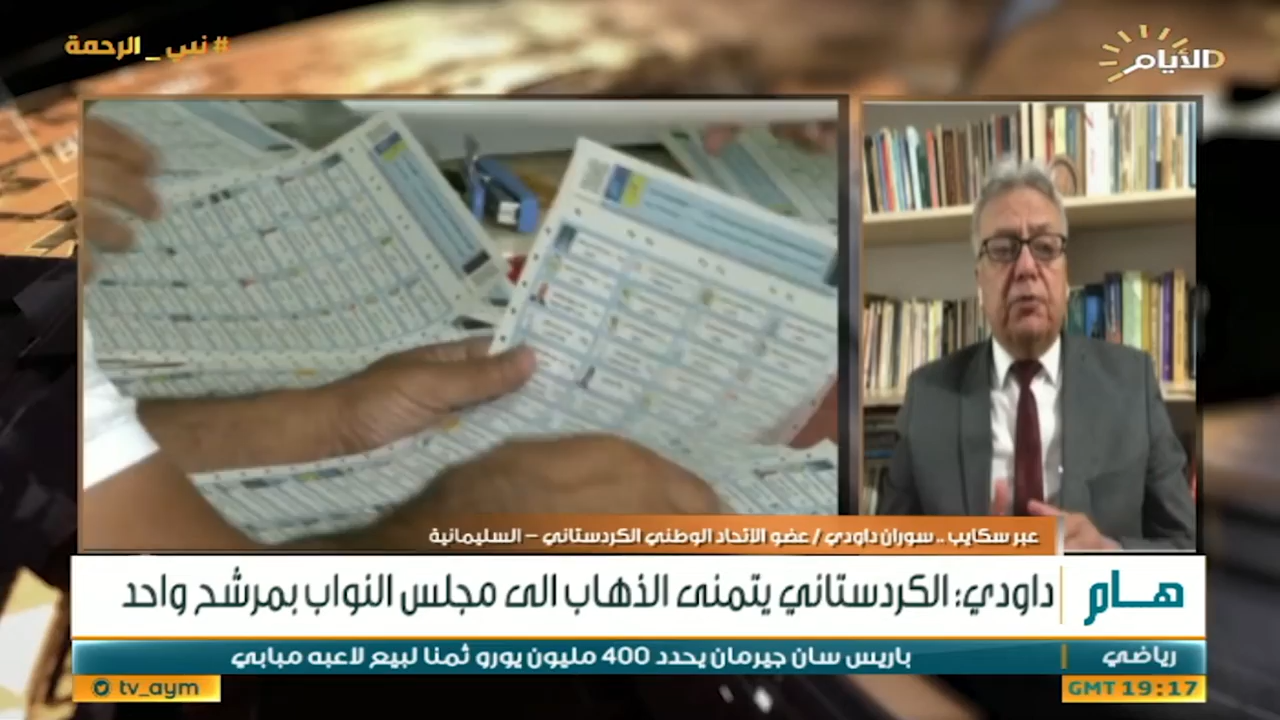 #نبي_الرحمة
الأيام
عبر سكايب .. سوران داودي / عضو الاتحاد الوطني الكردستاني – السليمانية
هام
داودي: الكردستاني يتمنى الذهاب الى مجلس النواب بمرشح واحد
رياضي
باريس سان جيرمان يحدد 400 مليون يورو ثمنا لبيع لاعبه مبابي
tv_aym
GMT 19:17